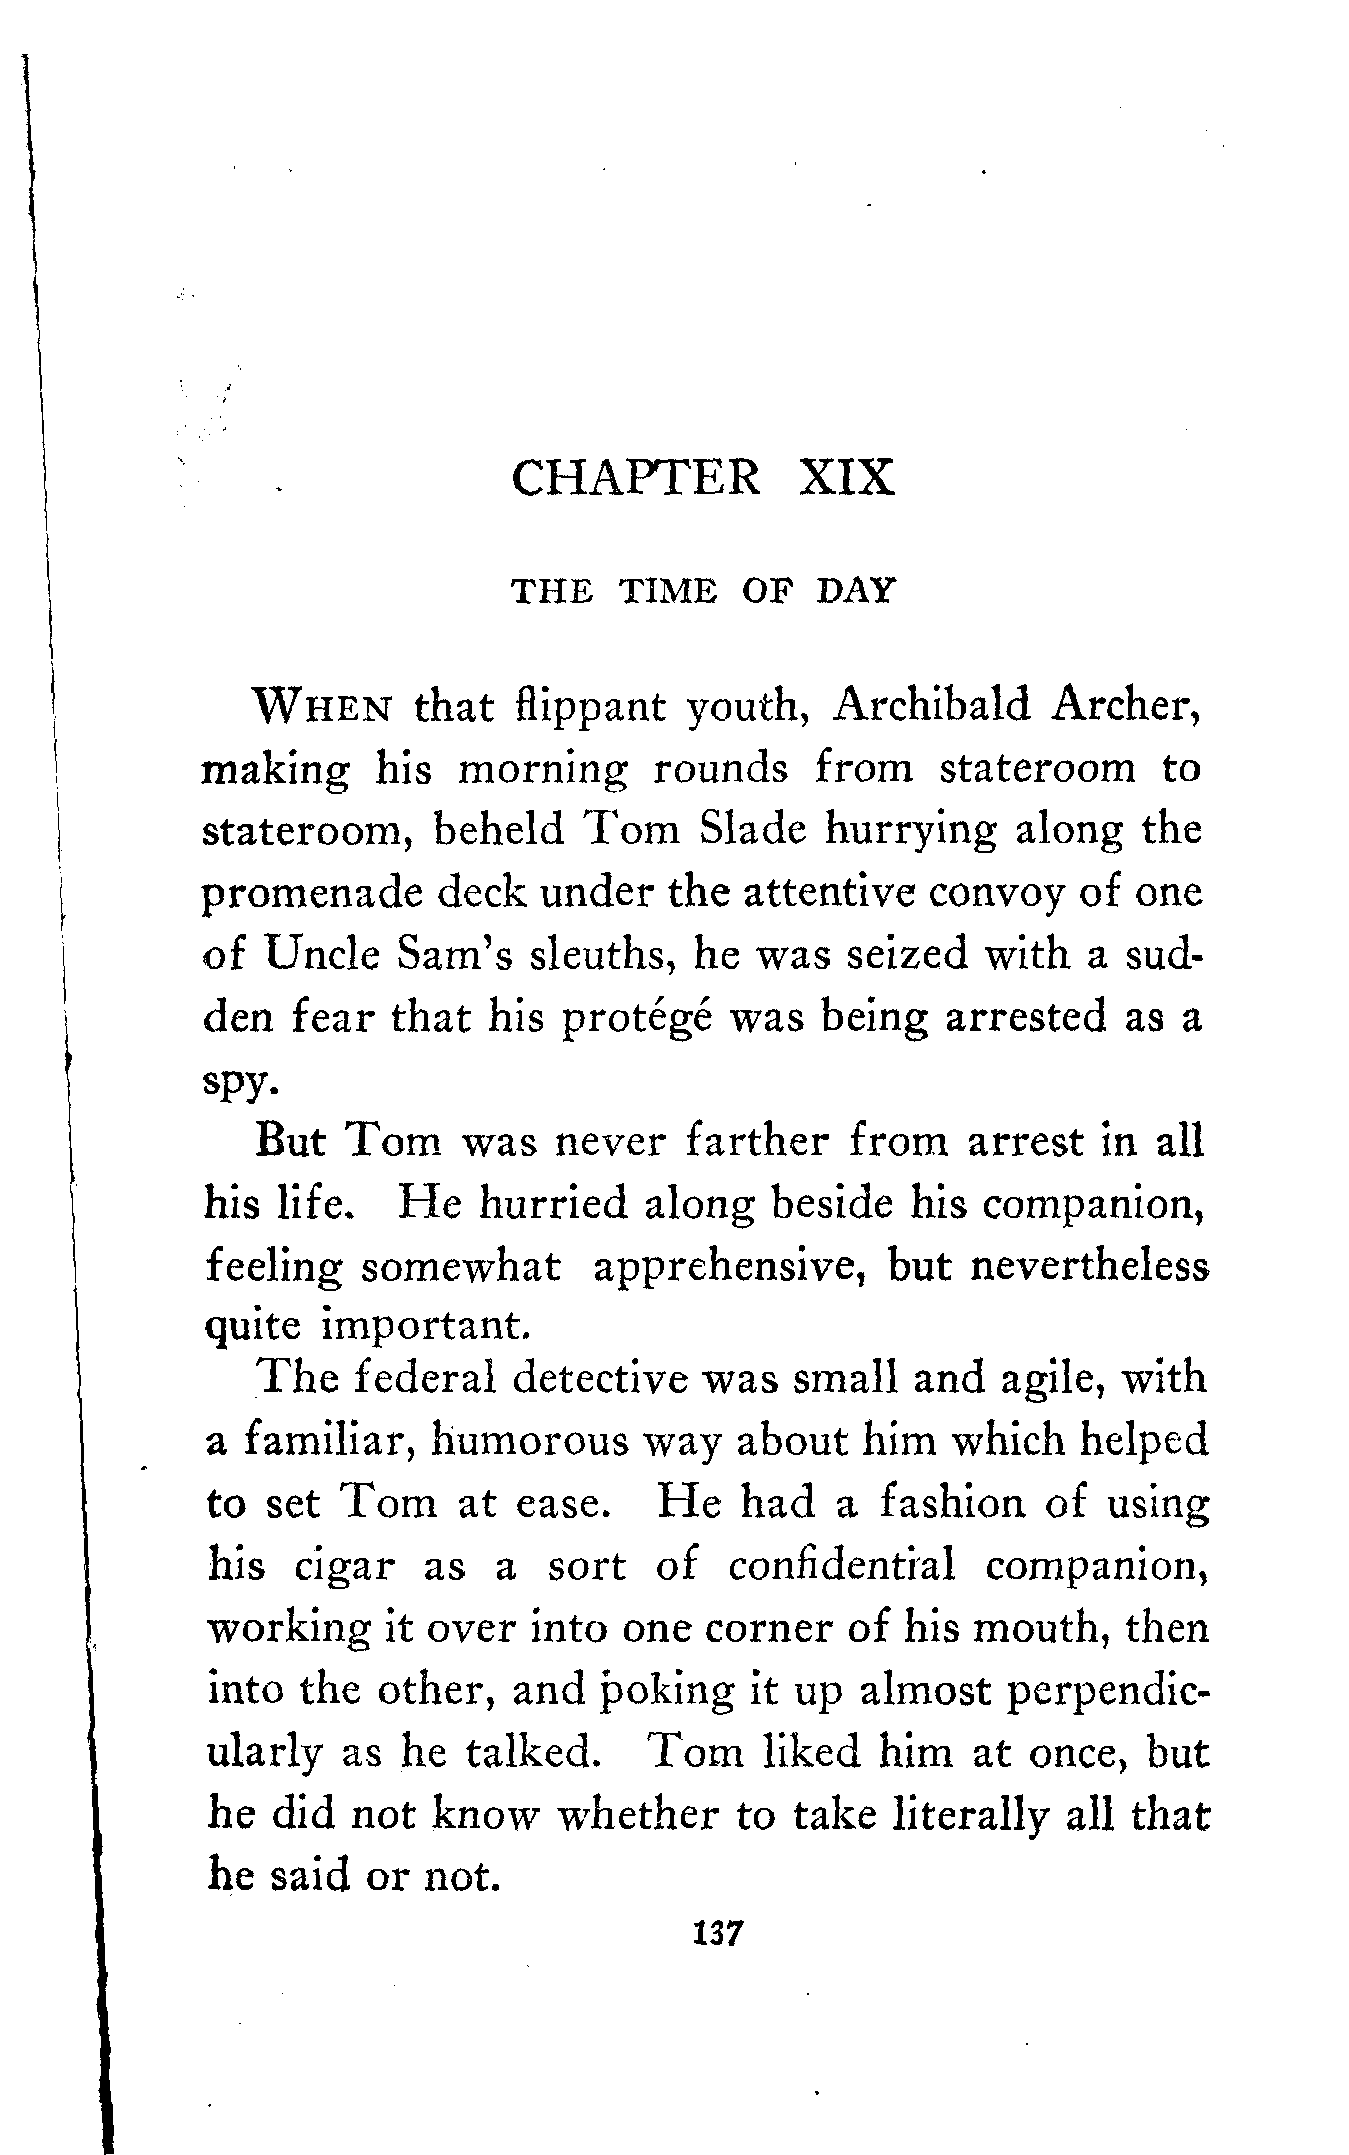 CHAPTER XIX
THE TIME OF DAY
WHEN that flippant youth, Archibald Archer,
making his morning rounds from stateroom to
stateroom, beheld Tom Slade hurrying along the
promenade deck under the attentive convoy of one
of Uncle Sam's sleuths, he was seized with a sud-
den fear that his protégé was being arrested as a
spy.
But Tom was never farther from arrest in all
his life. He hurried along beside his companion,
feeling somewhat apprehensive, but nevertheless
quite important.
The federal detective was small and agile, with
a familiar, humorous way about him which helped
to set Tom at ease. He had a fashion of using
his cigar as a sort of confidential companion,
working it over into one corner of his mouth, then
into the other, and poking it up almost perpendic-
ularly as he talked. Tom liked him at once, but
he did not know whether to take literally all that
he said or not.
137